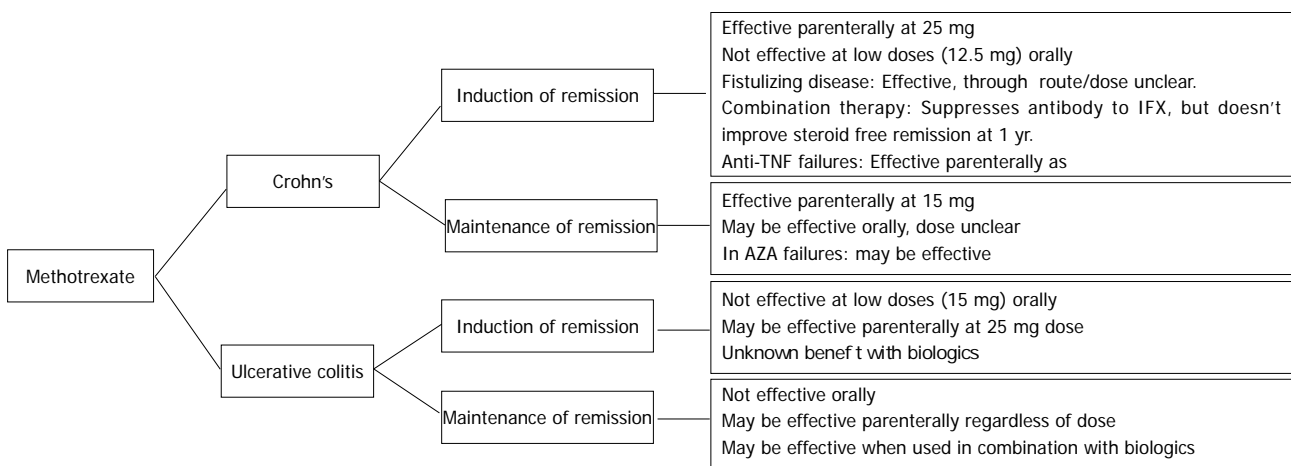 Methotrexate
Crohn's
Induction of remission
Effective parenterally at 25 mg
Not effective at low doses (12.5 mg) orally
Fistulizing disease: Effective, through route/dose unclear.
Combination therapy: Suppresses antibody to IFX, but doesn't
improve steroid free remission at 1 yr.
Anti-TNF failures: Effective parenterally as
Maintenance of remission
Effective parenterally at 15 mg
May be effective orally, dose unclear
In AZA failures: may be effective
Ulcerative colitis
Induction of remission
Not effective at low doses (15 mg) orally
May be effective parenterally at 25 mg dose
Unknown benef t with biologics
Maintenance of remission
Not effective orally
May be effective parenterally regardless of dose
May be effective when used in combination with biologics